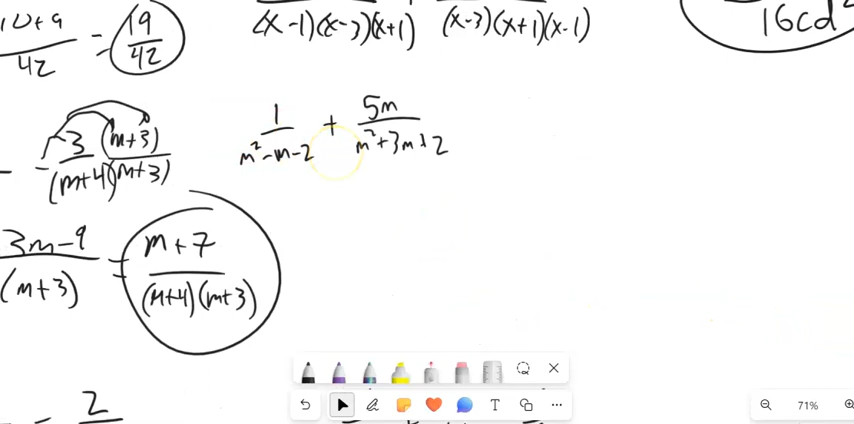 10+9/42 = 19/42
(x-1)(x-3)(x+1) (x-3)(x+1)(x-1)
16cd
- 3(m+3)/(m+4)(m+3)
1/(m²-m-2) + 5m/(m²+3m+2)
3m-9/(m+3) = m+7/(m+4)(m+3)
= 2
T
71%